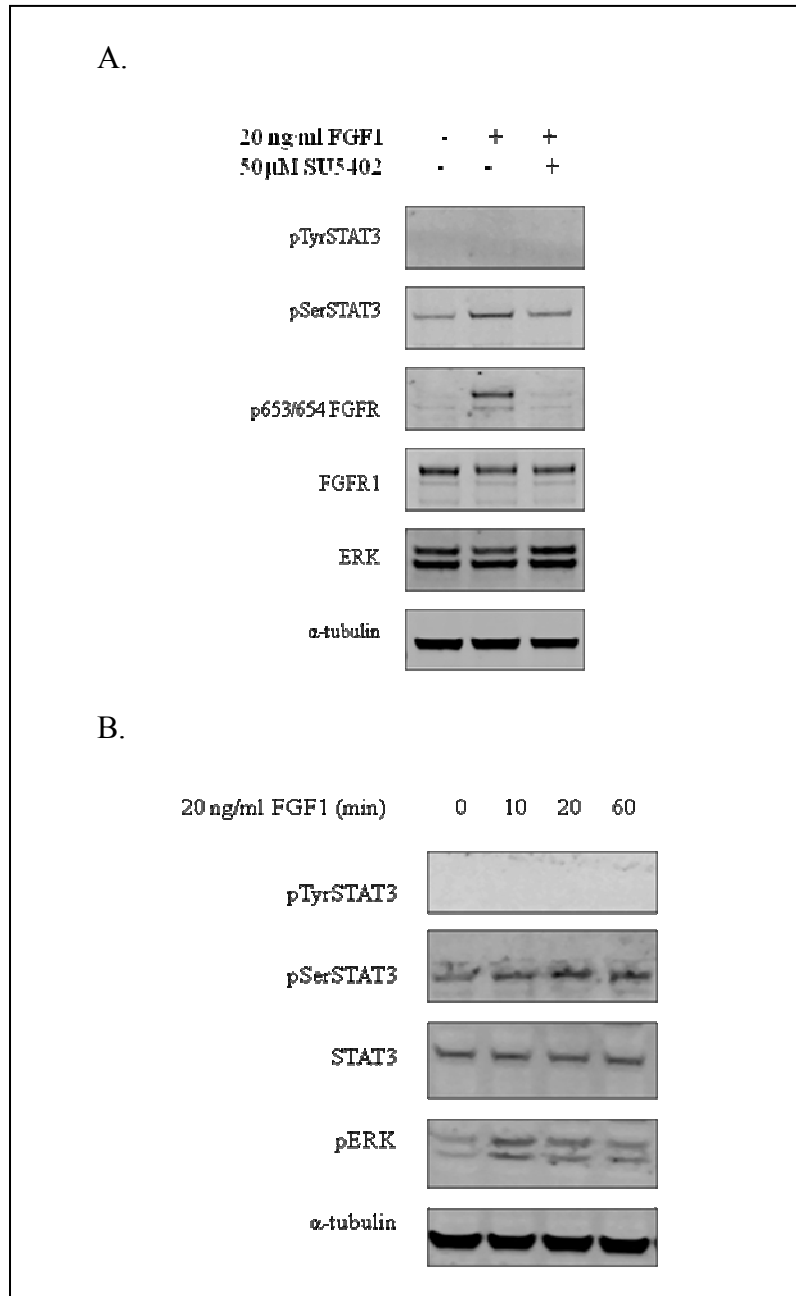 A.
20 ng/ml FGF1 - + +
50μM SU5402 - - +
pTyrSTAT3
pSerSTAT3
p653/654 FGFR
FGFR1
ERK
α-tubulin
B.
20 ng/ml FGF1 (min) 0 10 20 60
pTyrSTAT3
pSerSTAT3
STAT3
pERK
α-tubulin